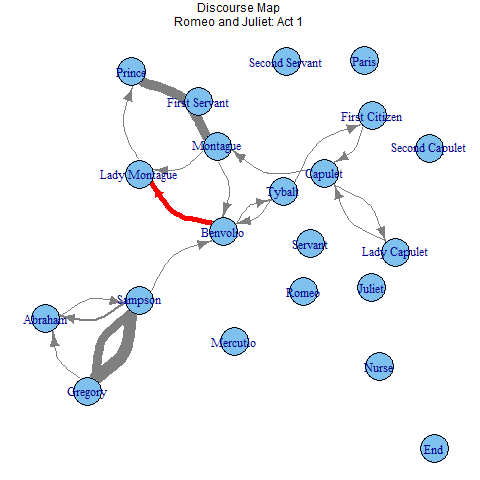 Discourse Map
Romeo and Juliet: Act 1
Second Servant
Paris
Prince
First Servant
First Citizen
Montague
Second Capulet
Lady Montague
Capulet
Tybalt
Benvolio
Servant
Lady Capulet
Romeo
Juliet
Sampson
Abraham
Mercutio
Nurse
Gregory
End